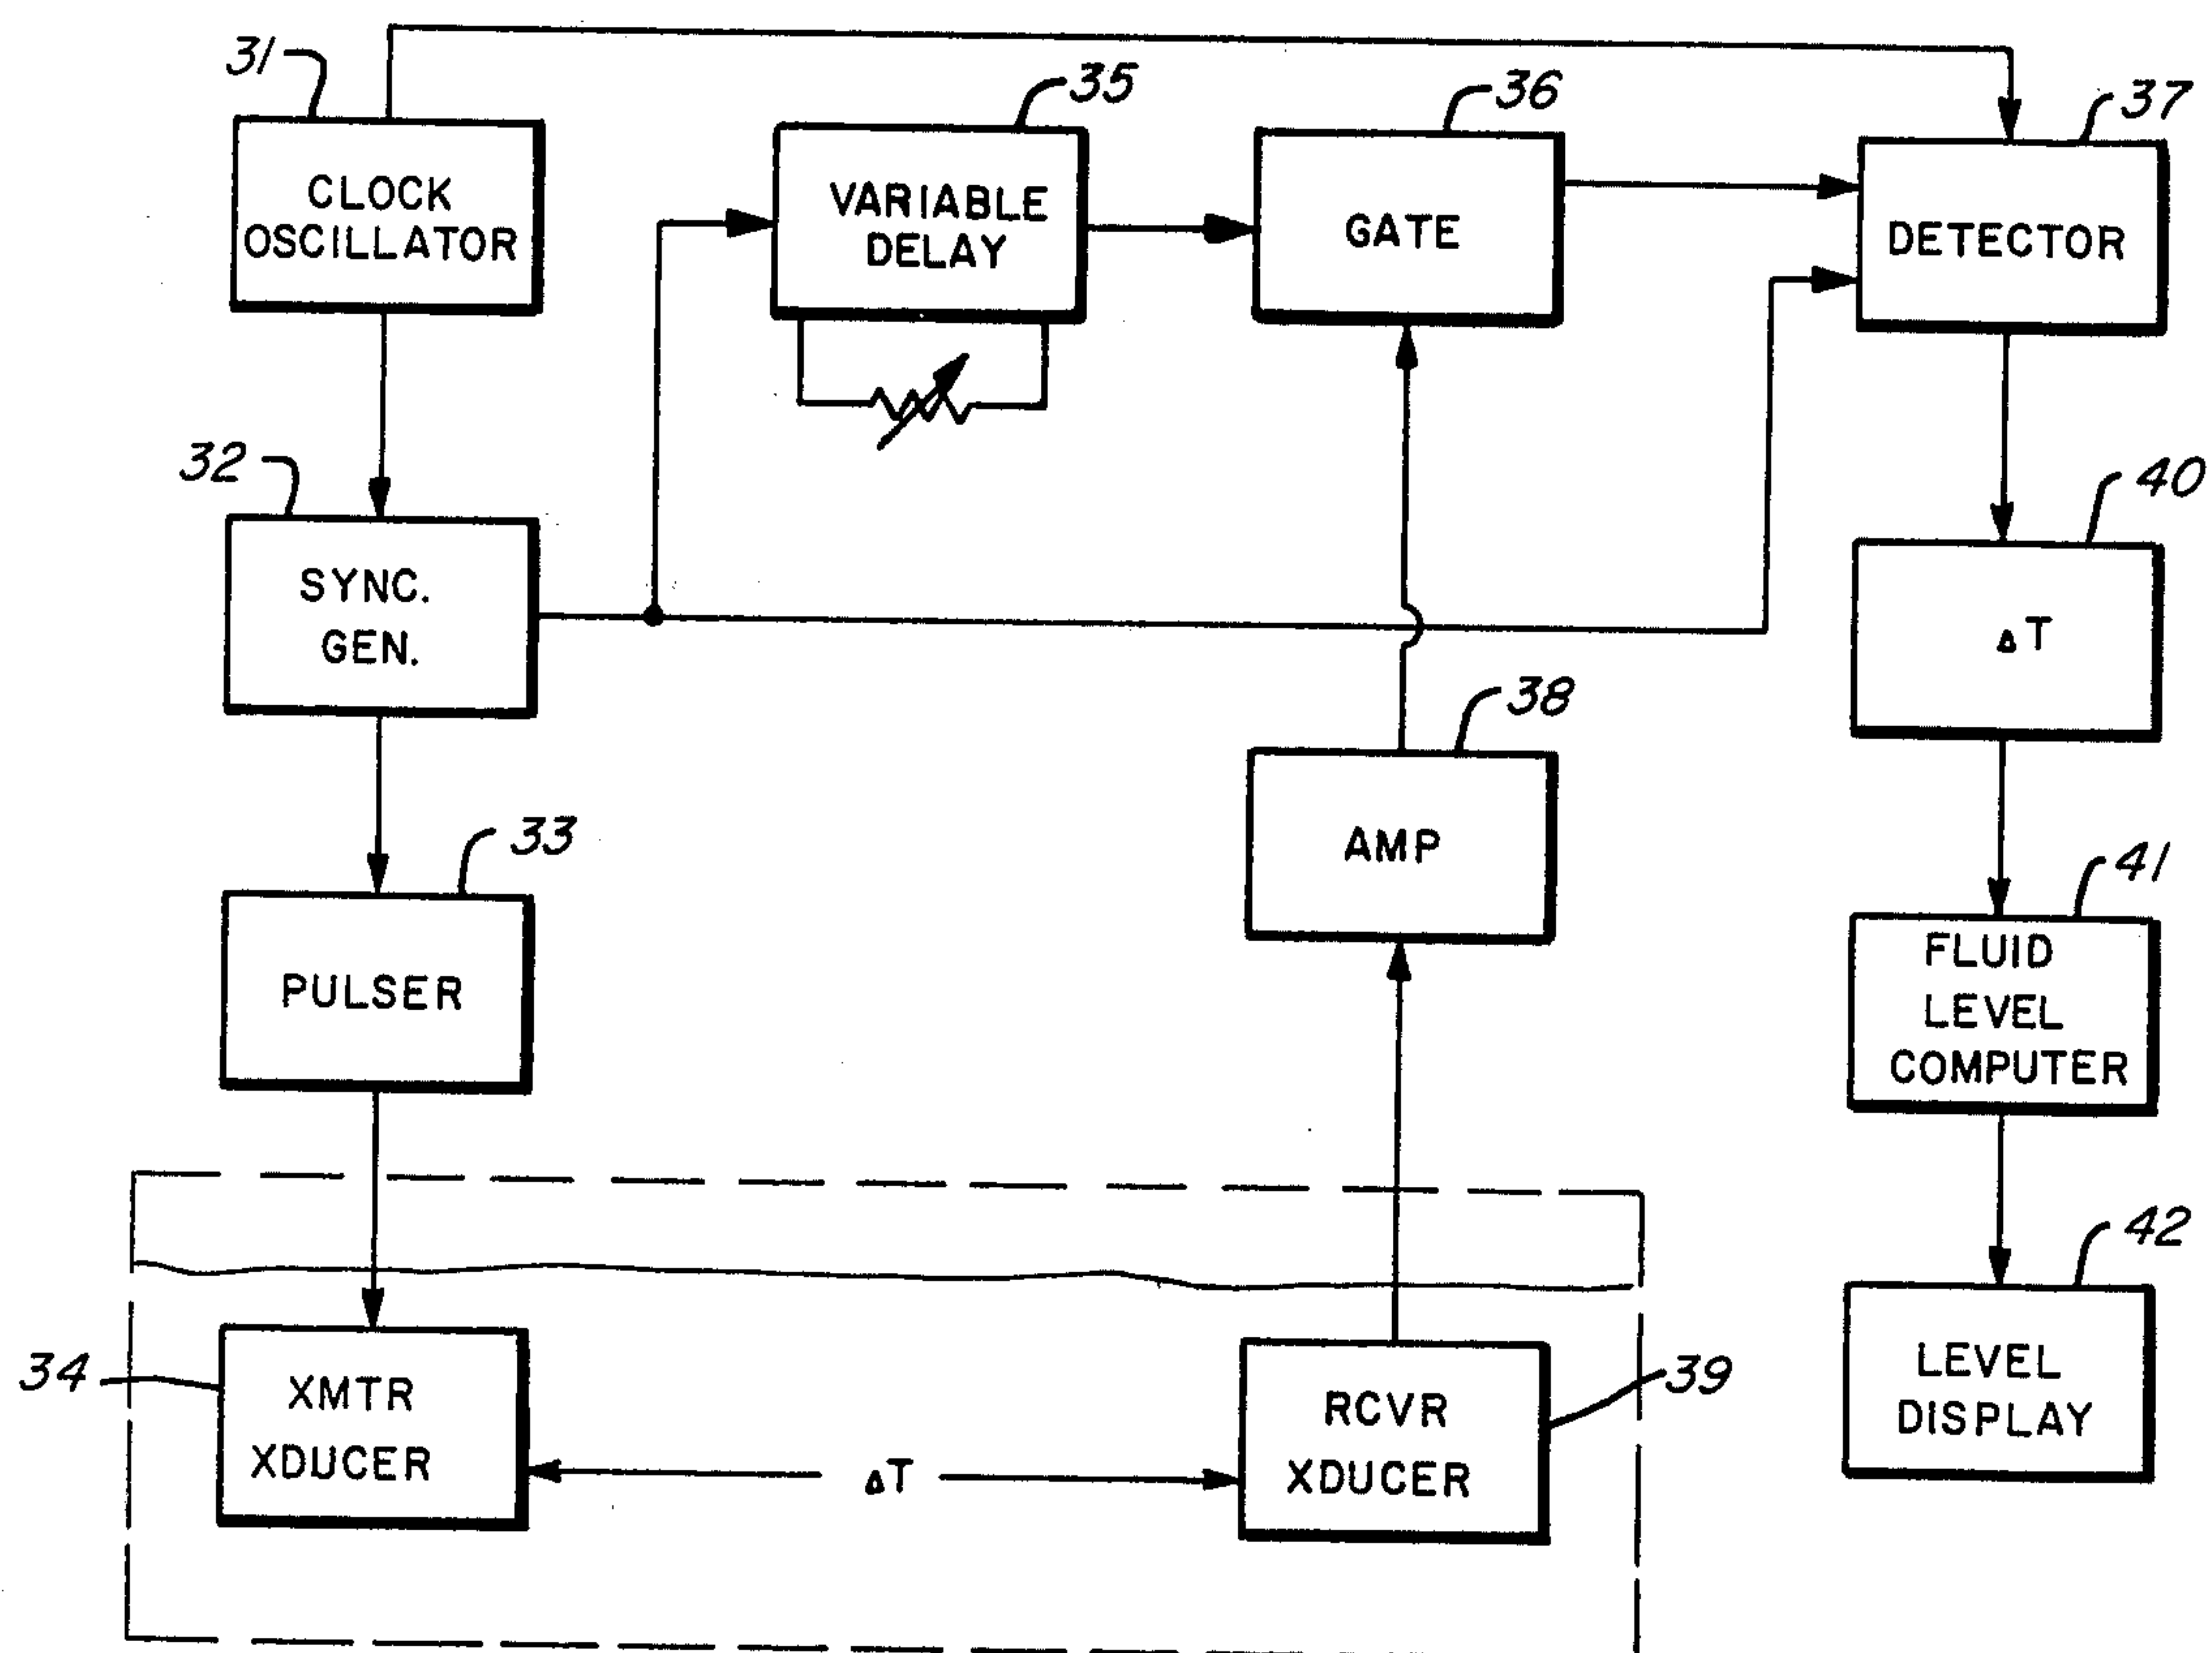 31
CLOCK
OSCILLATOR
35
VARIABLE
DELAY
36
GATE
37
DETECTOR
32
SYNC.
GEN.
40
ΔT
38
AMP
33
PULSER
41
FLUID
LEVEL
COMPUTER
34
XMTR
XDUCER
ΔT
39
RCVR
XDUCER
42
LEVEL
DISPLAY